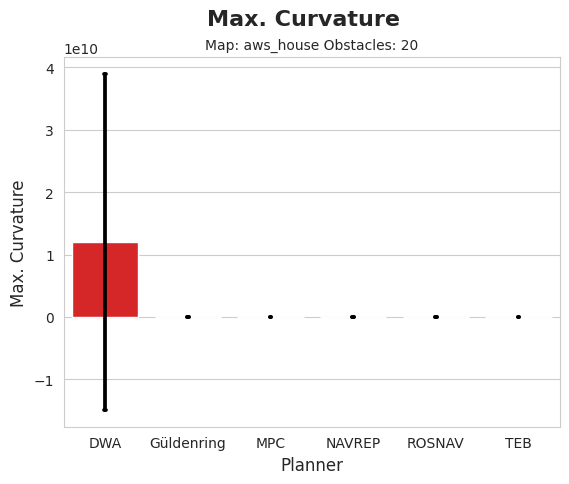 Max. Curvature
Map: aws_house Obstacles: 20
1e10
4
3
2
1
0
−1
Max. Curvature
DWA Güldenring MPC NAVREP ROSNAV TEB
Planner